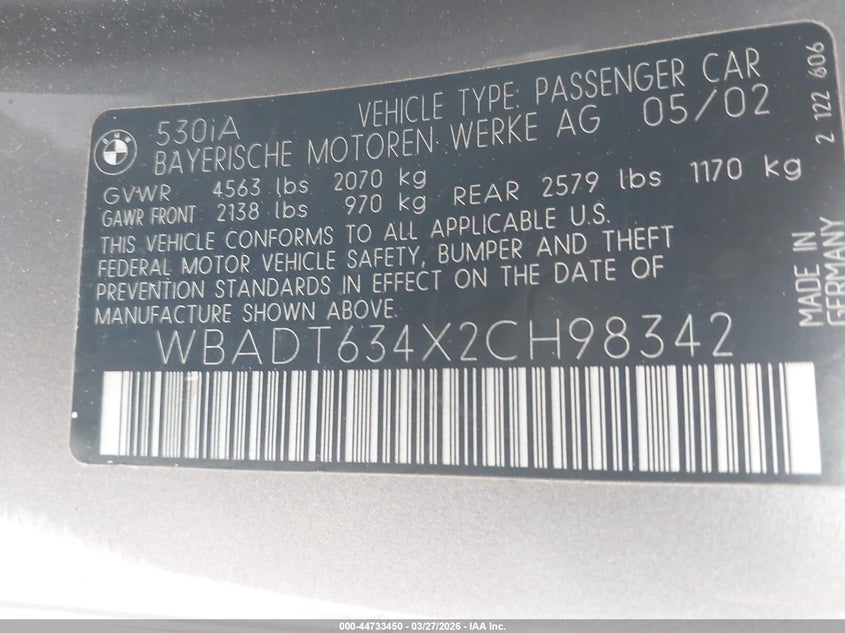 BMW
530iA VEHICLE TYPE: PASSENGER CAR
BAYERISCHE MOTOREN WERKE AG 05/02
GVWR 4563 lbs 2070 kg
GAWR FRONT 2138 lbs 970 kg REAR 2579 lbs 1170 kg
THIS VEHICLE CONFORMS TO ALL APPLICABLE U.S.
FEDERAL MOTOR VEHICLE SAFETY, BUMPER AND THEFT
PREVENTION STANDARDS IN EFFECT ON THE DATE OF
MANUFACTURE SHOWN ABOVE.
WBADT634X2CH98342
2 122 606
MADE IN
GERMANY
000-44733450 | 03/27/2026 - IAA Inc.